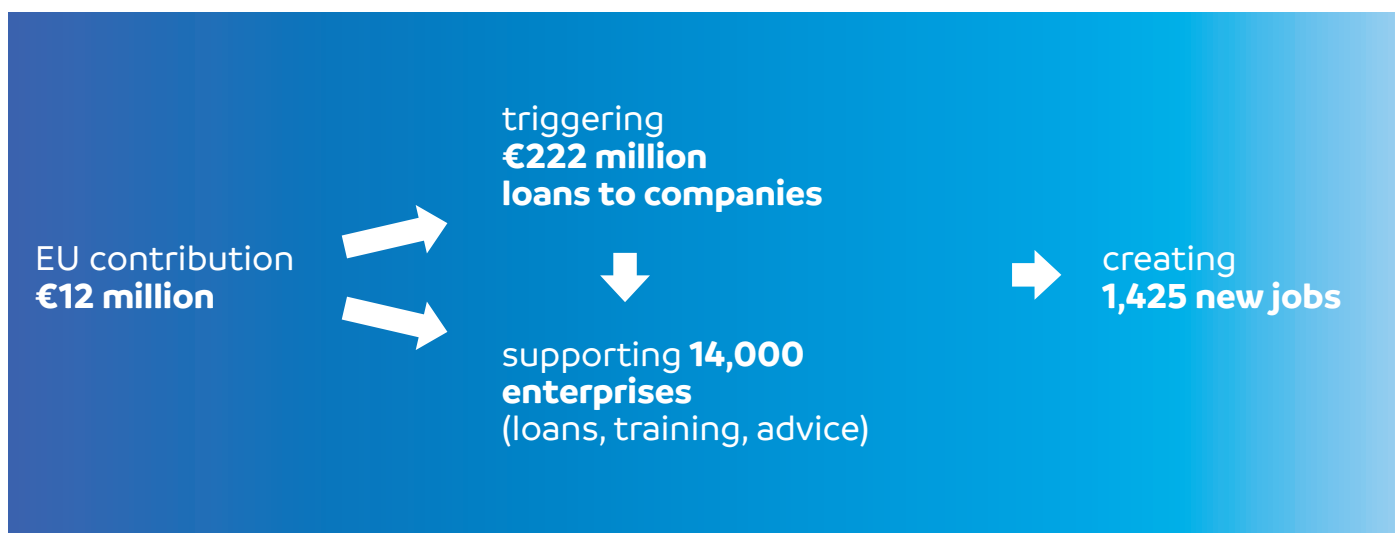 EU contribution
€12 million
triggering
€222 million
loans to companies
supporting 14,000
enterprises
(loans, training, advice)
creating
1,425 new jobs